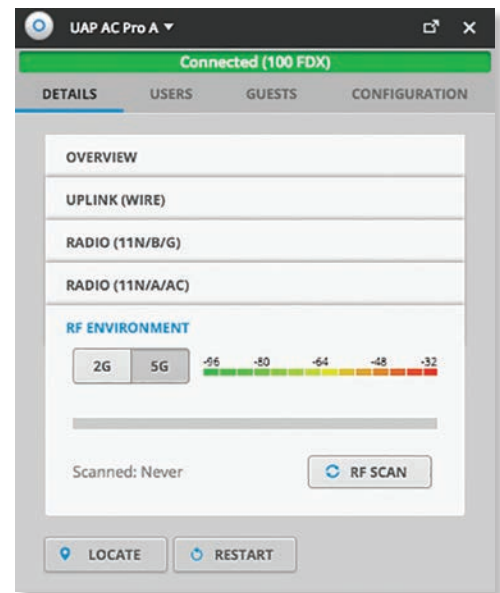 UAP AC Pro A
Connected (100 FDX)
DETAILS USERS GUESTS CONFIGURATION
OVERVIEW
UPLINK (WIRE)
RADIO (11N/B/G)
RADIO (11N/A/AC)
RF ENVIRONMENT
2G 5G -96 -80 -64 -48 -32
Scanned: Never RF SCAN
LOCATE RESTART